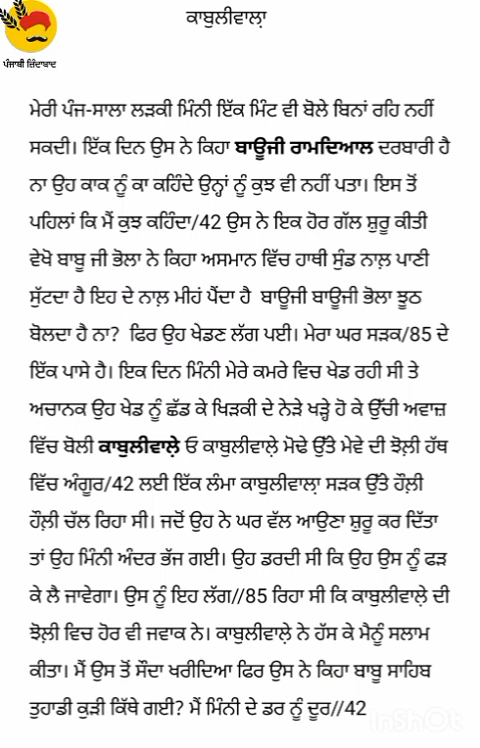 ਪੰਜਾਬੀ ਜ਼ਿੰਦਾਬਾਦ
ਕਾਬੁਲੀਵਾਲਾ਼
ਮੇਰੀ ਪੰਜ-ਸਾਲਾ ਲੜਕੀ ਮਿੰਨੀ ਇੱਕ ਮਿੰਟ ਵੀ ਬੋਲੇ ਬਿਨਾਂ ਰਹਿ ਨਹੀਂ
ਸਕਦੀ। ਇੱਕ ਦਿਨ ਉਸ ਨੇ ਕਿਹਾ ਬਾਊਜੀ ਰਾਮਦਿਆਲ ਦਰਬਾਰੀ ਹੈ
ਨਾ ਉਹ ਕਾਕ ਨੂੰ ਕਾ ਕਹਿੰਦੇ ਉਨ੍ਹਾਂ ਨੂੰ ਕੁਝ ਵੀ ਨਹੀਂ ਪਤਾ। ਇਸ ਤੋਂ
ਪਹਿਲਾਂ ਕਿ ਮੈਂ ਕੁਝ ਕਹਿੰਦਾ/42 ਉਸ ਨੇ ਇਕ ਹੋਰ ਗੱਲ ਸ਼ੁਰੂ ਕੀਤੀ
ਵੇਖੋ ਬਾਬੂ ਜੀ ਭੋਲਾ ਨੇ ਕਿਹਾ ਅਸਮਾਨ ਵਿੱਚ ਹਾਥੀ ਸੁੰਡ ਨਾਲ਼ ਪਾਣੀ
ਸੁੱਟਦਾ ਹੈ ਇਹ ਦੇ ਨਾਲ਼ ਮੀਂਹ ਪੈਂਦਾ ਹੈ ਬਾਊਜੀ ਬਾਊਜੀ ਭੋਲਾ ਝੂਠ
ਬੋਲਦਾ ਹੈ ਨਾ? ਫਿਰ ਉਹ ਖੇਡਣ ਲੱਗ ਪਈ। ਮੇਰਾ ਘਰ ਸੜਕ/85 ਦੇ
ਇੱਕ ਪਾਸੇ ਹੈ। ਇਕ ਦਿਨ ਮਿੰਨੀ ਮੇਰੇ ਕਮਰੇ ਵਿਚ ਖੇਡ ਰਹੀ ਸੀ ਤੇ
ਅਚਾਨਕ ਉਹ ਖੇਡ ਨੂੰ ਛੱਡ ਕੇ ਖਿੜਕੀ ਦੇ ਨੇੜੇ ਖੜ੍ਹੇ ਹੋ ਕੇ ਉੱਚੀ ਅਵਾਜ਼
ਵਿੱਚ ਬੋਲੀ ਕਾਬੁਲੀਵਾਲੇ਼ ਓ ਕਾਬੁਲੀਵਾਲੇ਼ ਮੋਢੇ ਉੱਤੇ ਮੇਵੇ ਦੀ ਝੋਲੀ਼ ਹੱਥ
ਵਿੱਚ ਅੰਗੂਰ/42 ਲਈ ਇੱਕ ਲੰਮਾ ਕਾਬੁਲੀਵਾਲਾ਼ ਸੜਕ ਉੱਤੇ ਹੌਲੀ਼
ਹੌਲੀ਼ ਚੱਲ ਰਿਹਾ ਸੀ। ਜਦੋਂ ਉਹ ਨੇ ਘਰ ਵੱਲ ਆਉਣਾ ਸ਼ੁਰੂ ਕਰ ਦਿੱਤਾ
ਤਾਂ ਉਹ ਮਿੰਨੀ ਅੰਦਰ ਭੱਜ ਗਈ। ਉਹ ਡਰਦੀ ਸੀ ਕਿ ਉਹ ਉਸ ਨੂੰ ਫੜ
ਕੇ ਲੈ ਜਾਵੇਗਾ। ਉਸ ਨੂੰ ਇਹ ਲੱਗ//85 ਰਿਹਾ ਸੀ ਕਿ ਕਾਬੁਲੀਵਾਲੇ਼ ਦੀ
ਝੋਲੀ਼ ਵਿਚ ਹੋਰ ਵੀ ਜਵਾਕ ਨੇ। ਕਾਬੁਲੀਵਾਲੇ਼ ਨੇ ਹੱਸ ਕੇ ਮੈਨੂੰ ਸਲਾਮ
ਕੀਤਾ। ਮੈਂ ਉਸ ਤੋਂ ਸੌਦਾ ਖਰੀਦਿਆ ਫਿਰ ਉਸ ਨੇ ਕਿਹਾ ਬਾਬੂ ਸਾਹਿਬ
ਤੁਹਾਡੀ ਕੁੜੀ ਕਿੱਥੇ ਗਈ? ਮੈਂ ਮਿੰਨੀ ਦੇ ਡਰ ਨੂੰ ਦੂਰ//42
InShOt